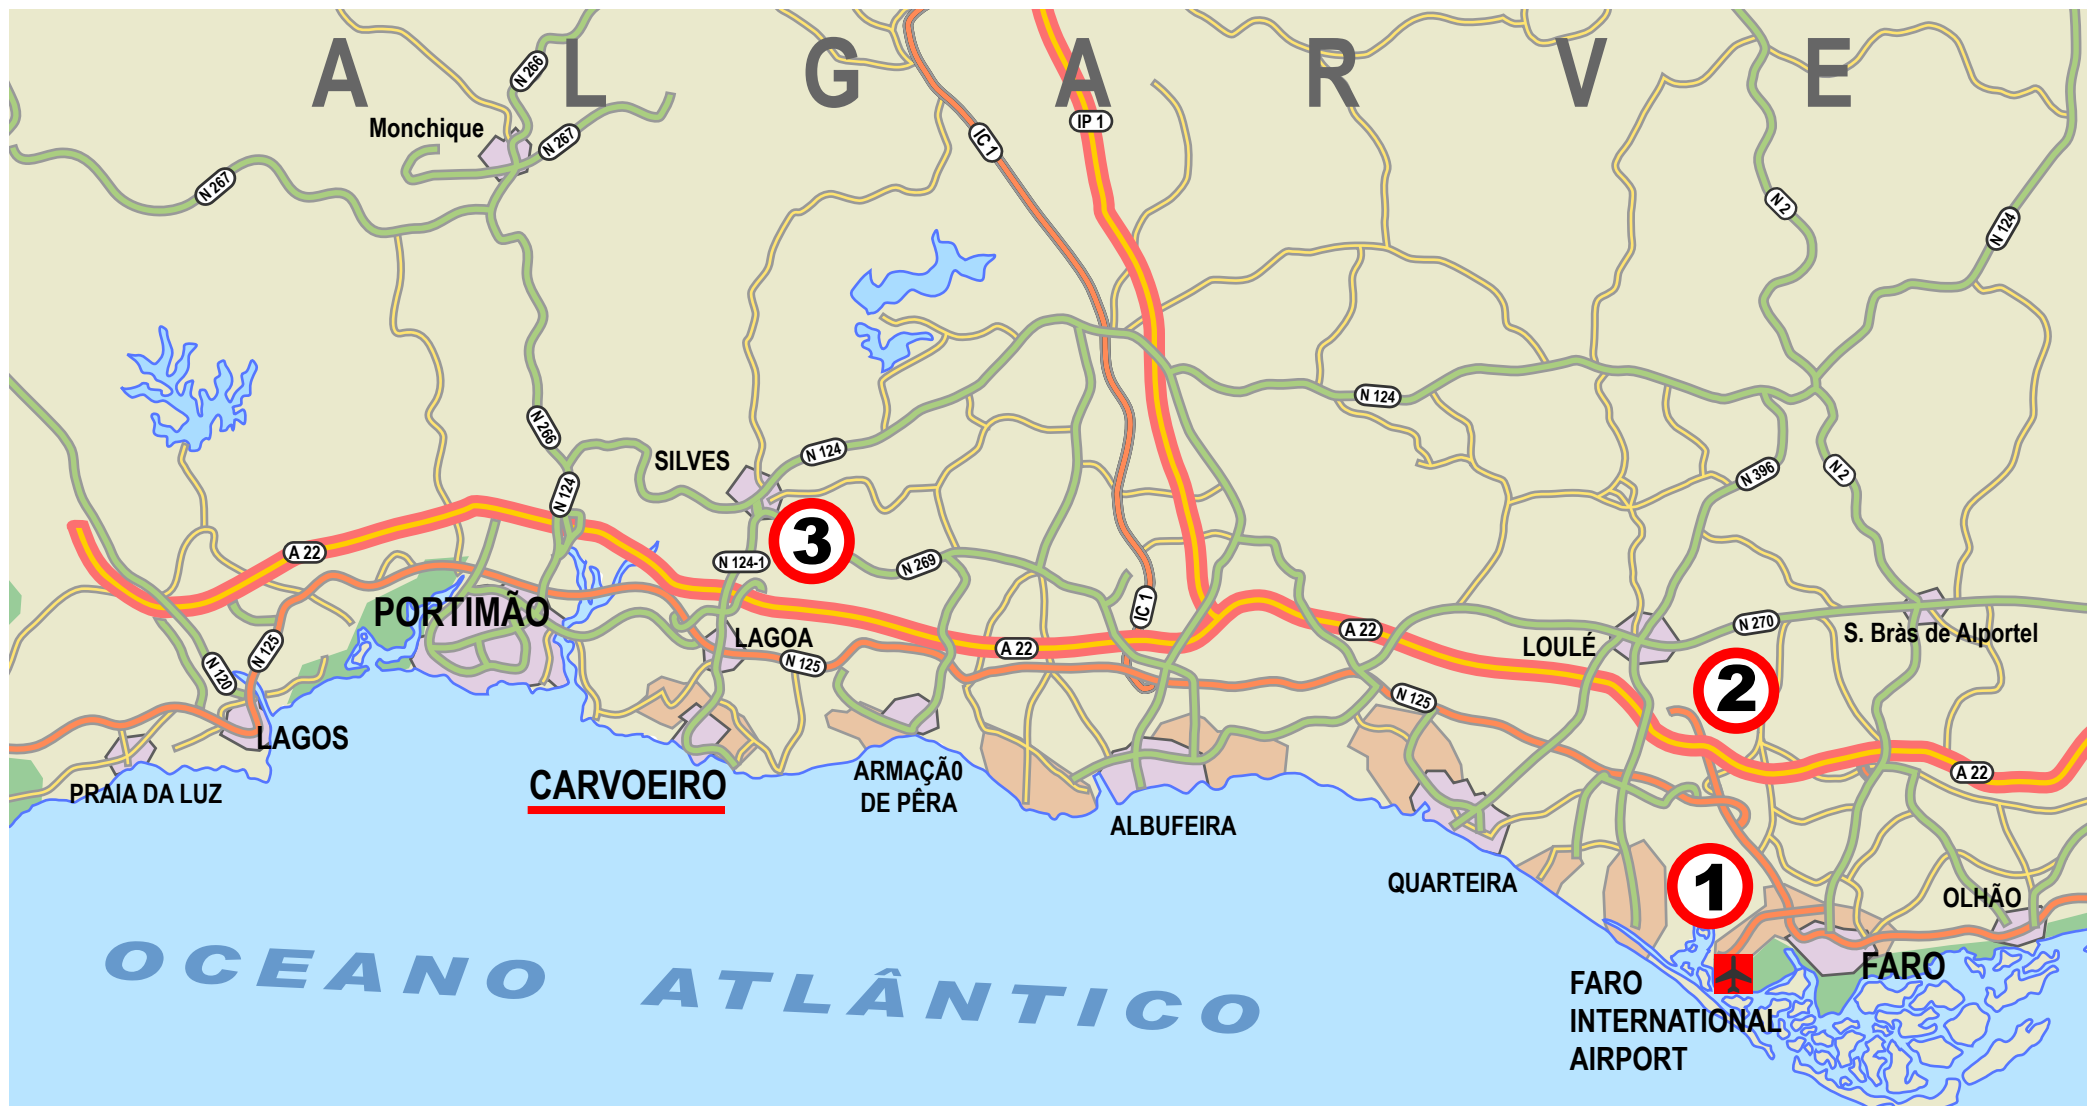 A L G A R V E
N 266
Monchique
IP 1
N 267
IC 1
N 267
N 2
N 124
N 124
N 266
SILVES
N 124
N 396
N 2
N 124
3
A 22
N 124-1
N 269
PORTIMÃO
IC 1
LAGOA
A 22
N 270
S. Bràs de Alportel
LOULÉ
N 125
A 22
N 125
N 120
2
N 125
LAGOS
ARMAÇÃ0
DE PÊRA
A 22
CARVOEIRO
PRAIA DA LUZ
ALBUFEIRA
QUARTEIRA
1
OLHÃO
FARO
OCEANO ATLÂNTICO
FARO
INTERNATIONAL
AIRPORT